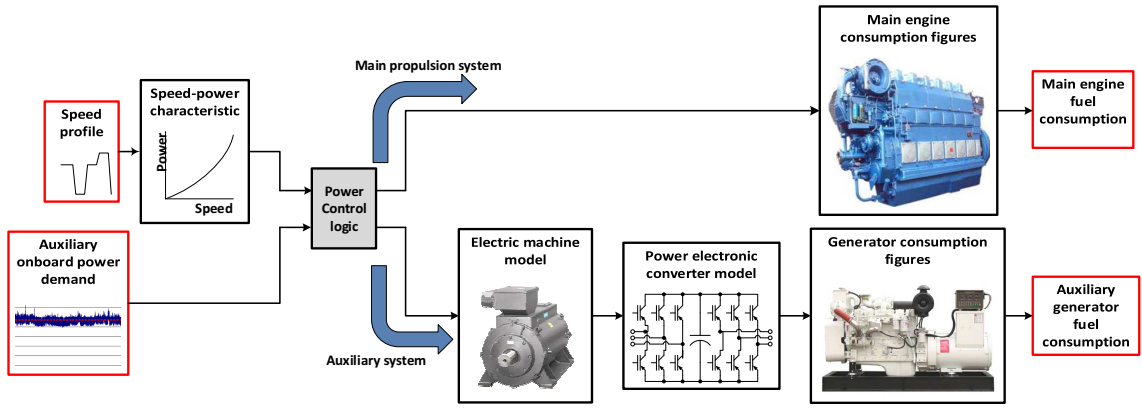 Speed
profile
Speed-power
characteristic
Power
Speed
Auxiliary
onboard power
demand
Power
Control
logic
Main propulsion system
Auxiliary system
Main engine
consumption figures
Main engine
fuel
consumption
Electric machine
model
Power electronic
converter model
Generator consumption
figures
Auxiliary
generator
fuel
consumption